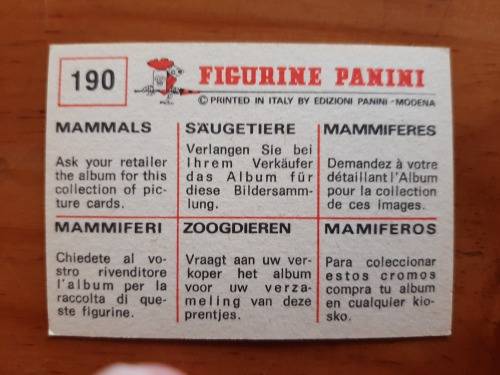 190
FIGURINE PANINI
© PRINTED IN ITALY BY EDIZIONI PANINI - MODENA
MAMMALS
Ask your retailer
the album for this
collection of pic-
ture cards.
SÄUGETIERE
Verlangen Sie bei
Ihrem Verkäufer
das Album für
diese Bildersamm-
lung.
MAMMIFERES
Demandez à votre
détaillant l'Album
pour la collection
de ces images.
MAMMIFERI
Chiedete al vo-
stro rivenditore
l'album per la
raccolta di que-
ste figurine.
ZOOGDIEREN
Vraagt aan uw ver-
koper het album
voor uw verza-
meling van deze
prentjes.
MAMIFEROS
Para coleccionar
estos cromos
compra tu album
en cualquier kio-
sko.